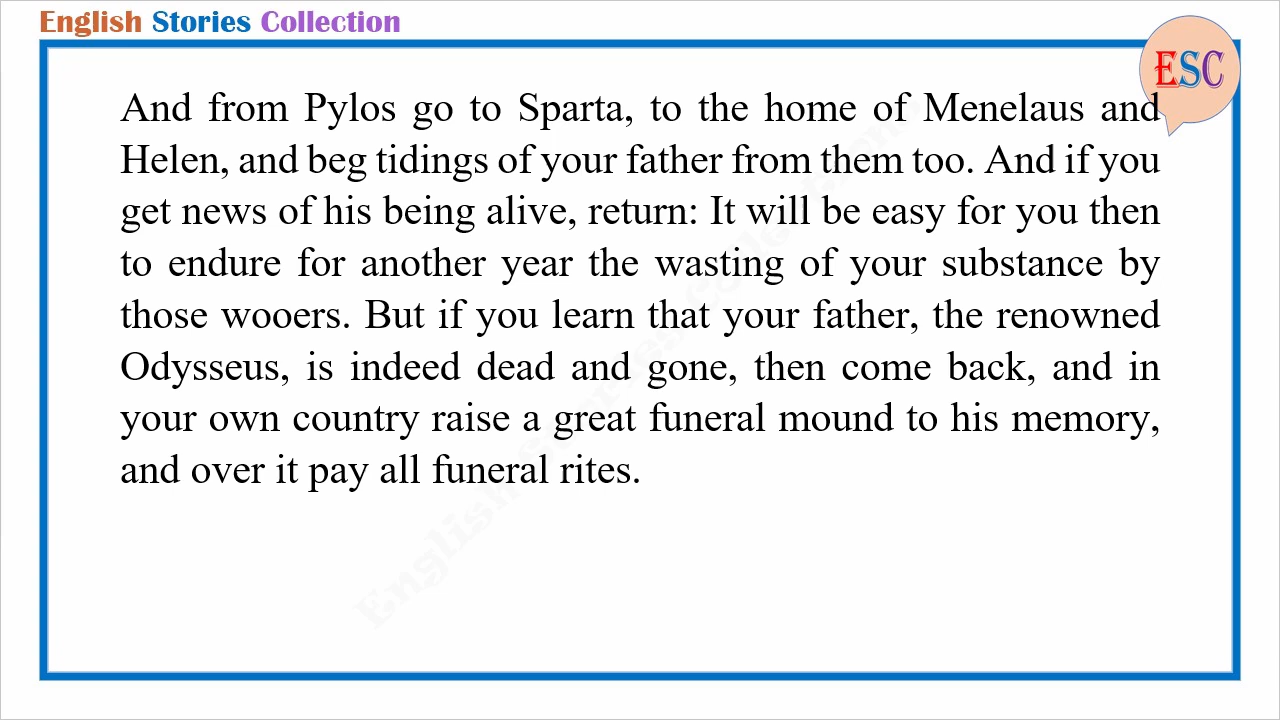 English Stories Collection
ESC
And from Pylos go to Sparta, to the home of Menelaus and
Helen, and beg tidings of your father from them too. And if you
get news of his being alive, return: It will be easy for you then
to endure for another year the wasting of your substance by
those wooers. But if you learn that your father, the renowned
Odysseus, is indeed dead and gone, then come back, and in
your own country raise a great funeral mound to his memory,
and over it pay all funeral rites.
English Stories Collections